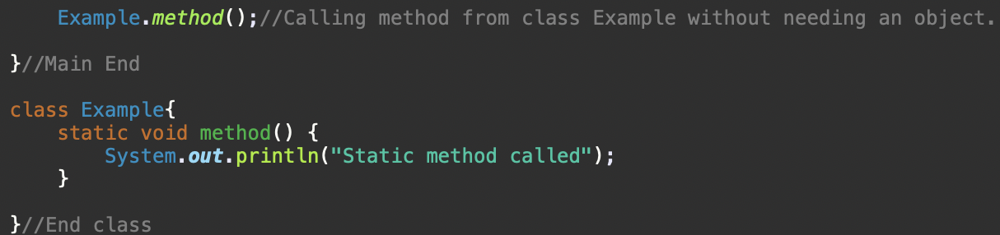 Example.method();//Calling method from class Example without needing an object.
}//Main End
class Example{
static void method() {
System.out.println("Static method called");
}
}//End class